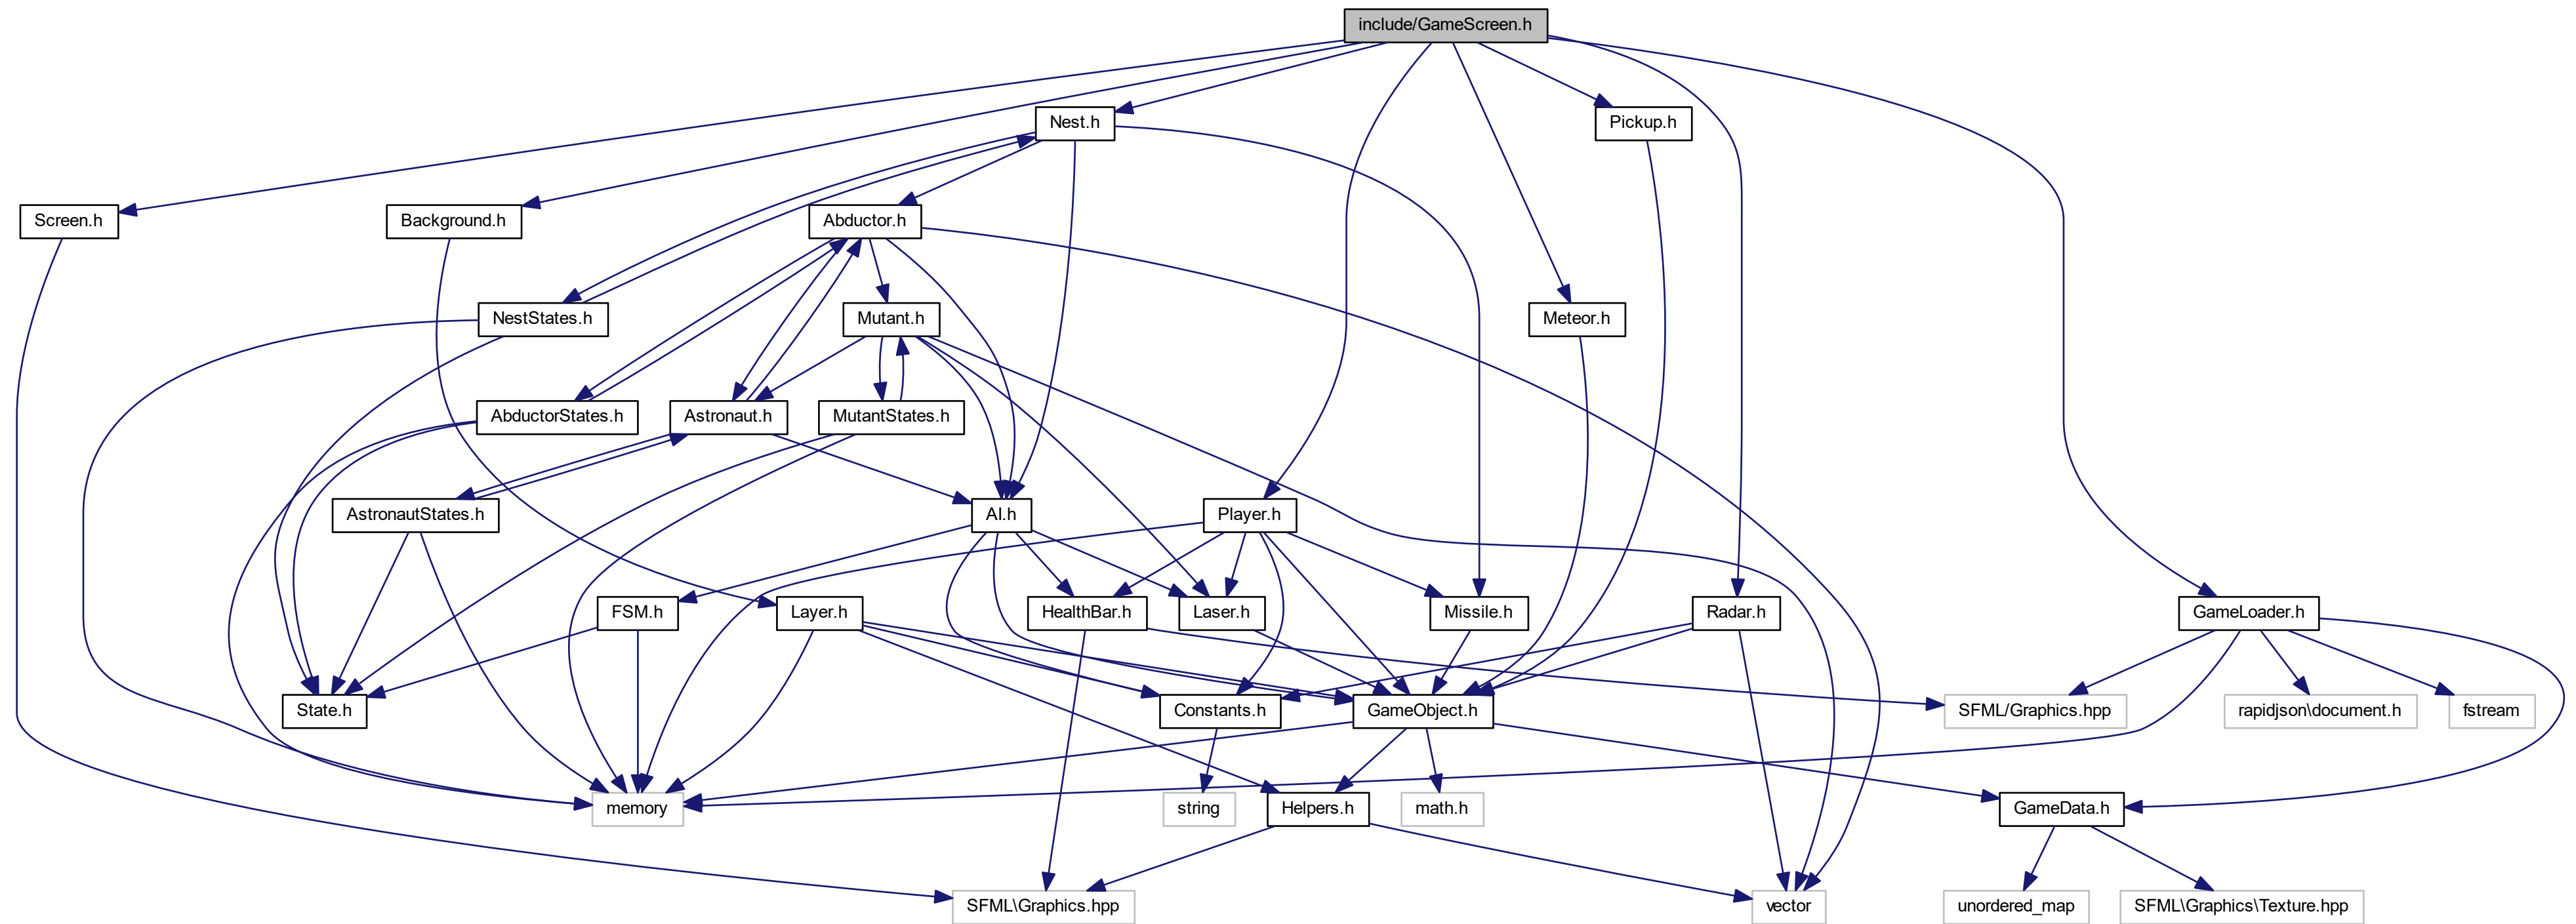 include/GameScreen.h
Nest.h
Pickup.h
Screen.h
Background.h
Abductor.h
NestStates.h
Mutant.h
Meteor.h
AbductorStates.h
Astronaut.h
MutantStates.h
AstronautStates.h
AI.h
Player.h
FSM.h
Layer.h
HealthBar.h
Laser.h
Missile.h
Radar.h
GameLoader.h
State.h
Constants.h
GameObject.h
SFML/Graphics.hpp
rapidjson\document.h
fstream
memory
string
Helpers.h
math.h
GameData.h
SFML\Graphics.hpp
vector
unordered_map
SFML\Graphics\Texture.hpp